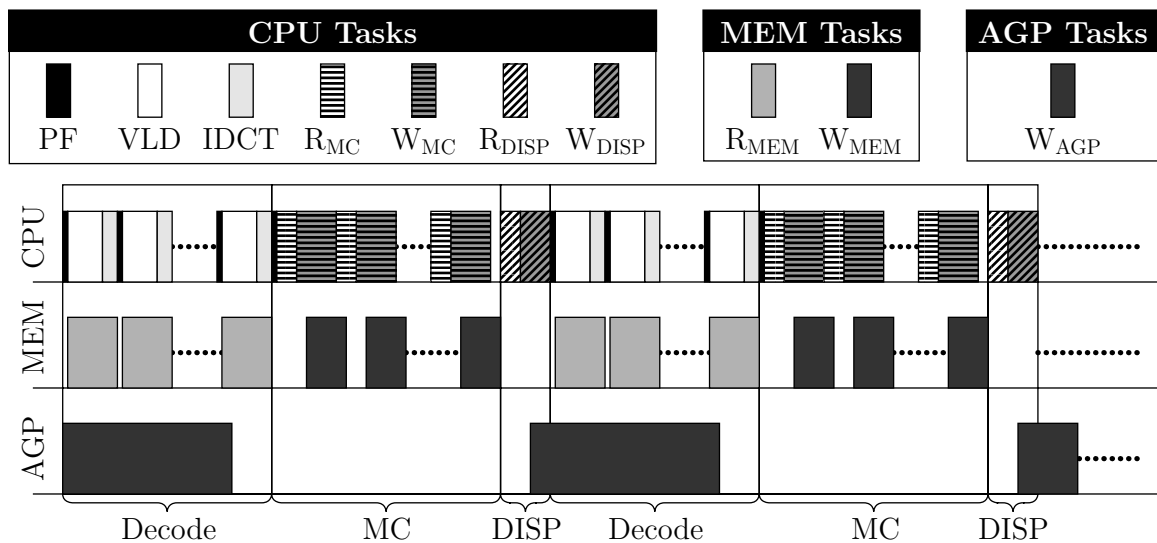 CPU Tasks
MEM Tasks
AGP Tasks
PF VLD IDCT R_MC W_MC R_DISP W_DISP
R_MEM W_MEM
W_AGP
CPU
MEM
AGP
Decode MC DISP Decode MC DISP